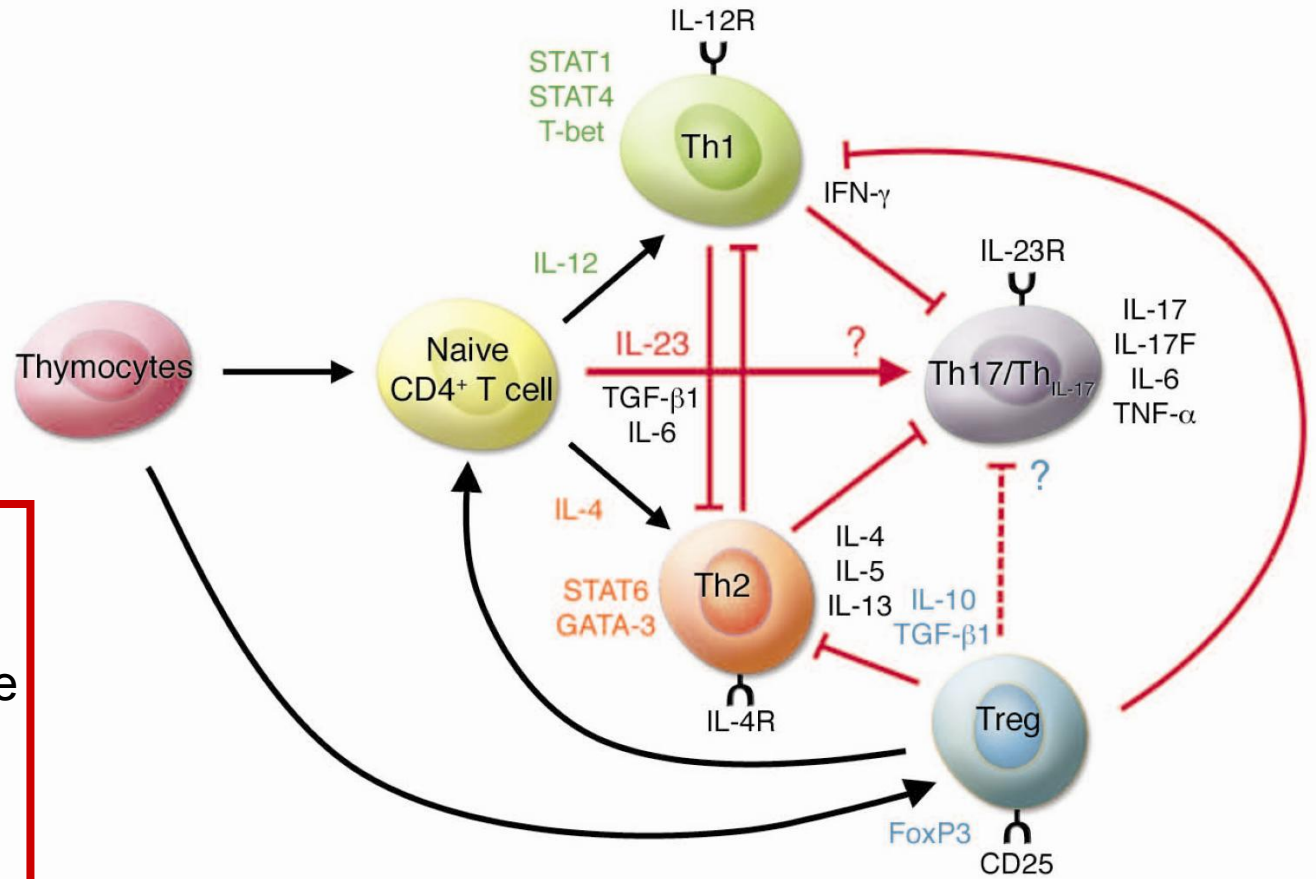 IL-12R
STAT1
STAT4
T-bet
Th1
IFN-γ
IL-12
IL-23R
Thymocytes
Naive
CD4⁺ T cell
IL-23
?
TGF-β1
IL-6
Th17/Th_IL-17
IL-17
IL-17F
IL-6
TNF-α
?
IL-4
STAT6
GATA-3
Th2
IL-4
IL-5
IL-13
IL-10
TGF-β1
IL-4R
Treg
FoxP3
CD25
e